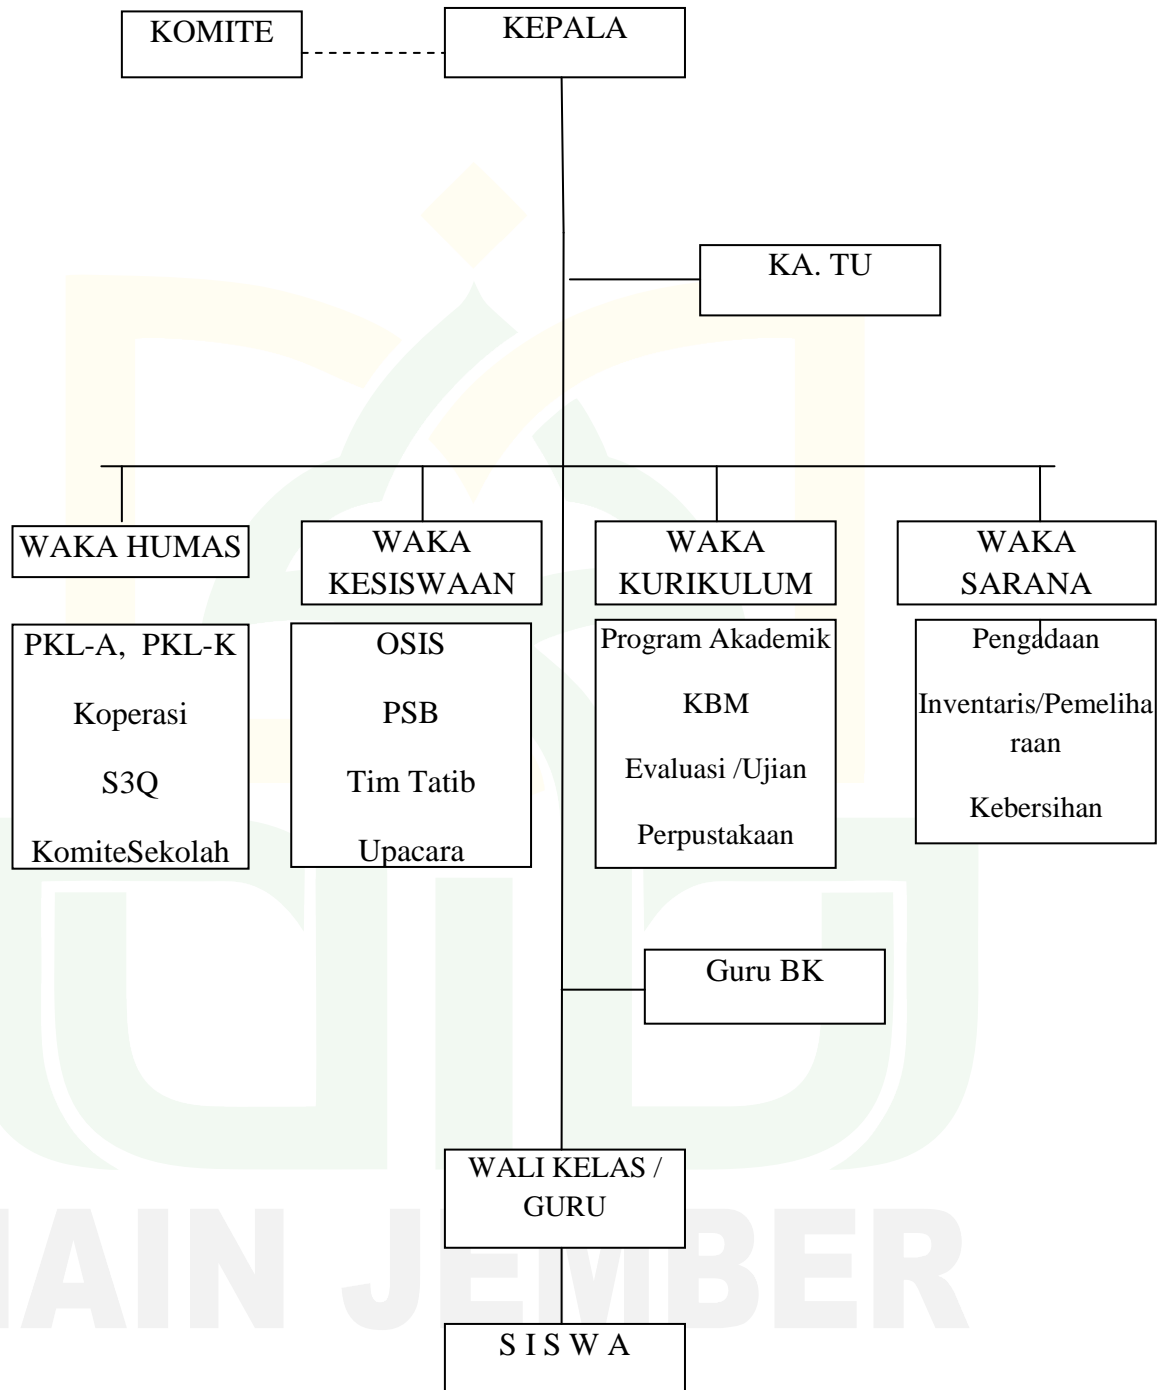 KOMITE
KEPALA
KA. TU
WAKA HUMAS
WAKA
KESISWAAN
WAKA
KURIKULUM
WAKA
SARANA
PKL-A, PKL-K
Koperasi
S3Q
KomiteSekolah
OSIS
PSB
Tim Tatib
Upacara
Program Akademik
KBM
Evaluasi /Ujian
Perpustakaan
Pengadaan
Inventaris/Pemeliha
raan
Kebersihan
Guru BK
WALI KELAS /
GURU
S I S W A
IAIN JEMBER